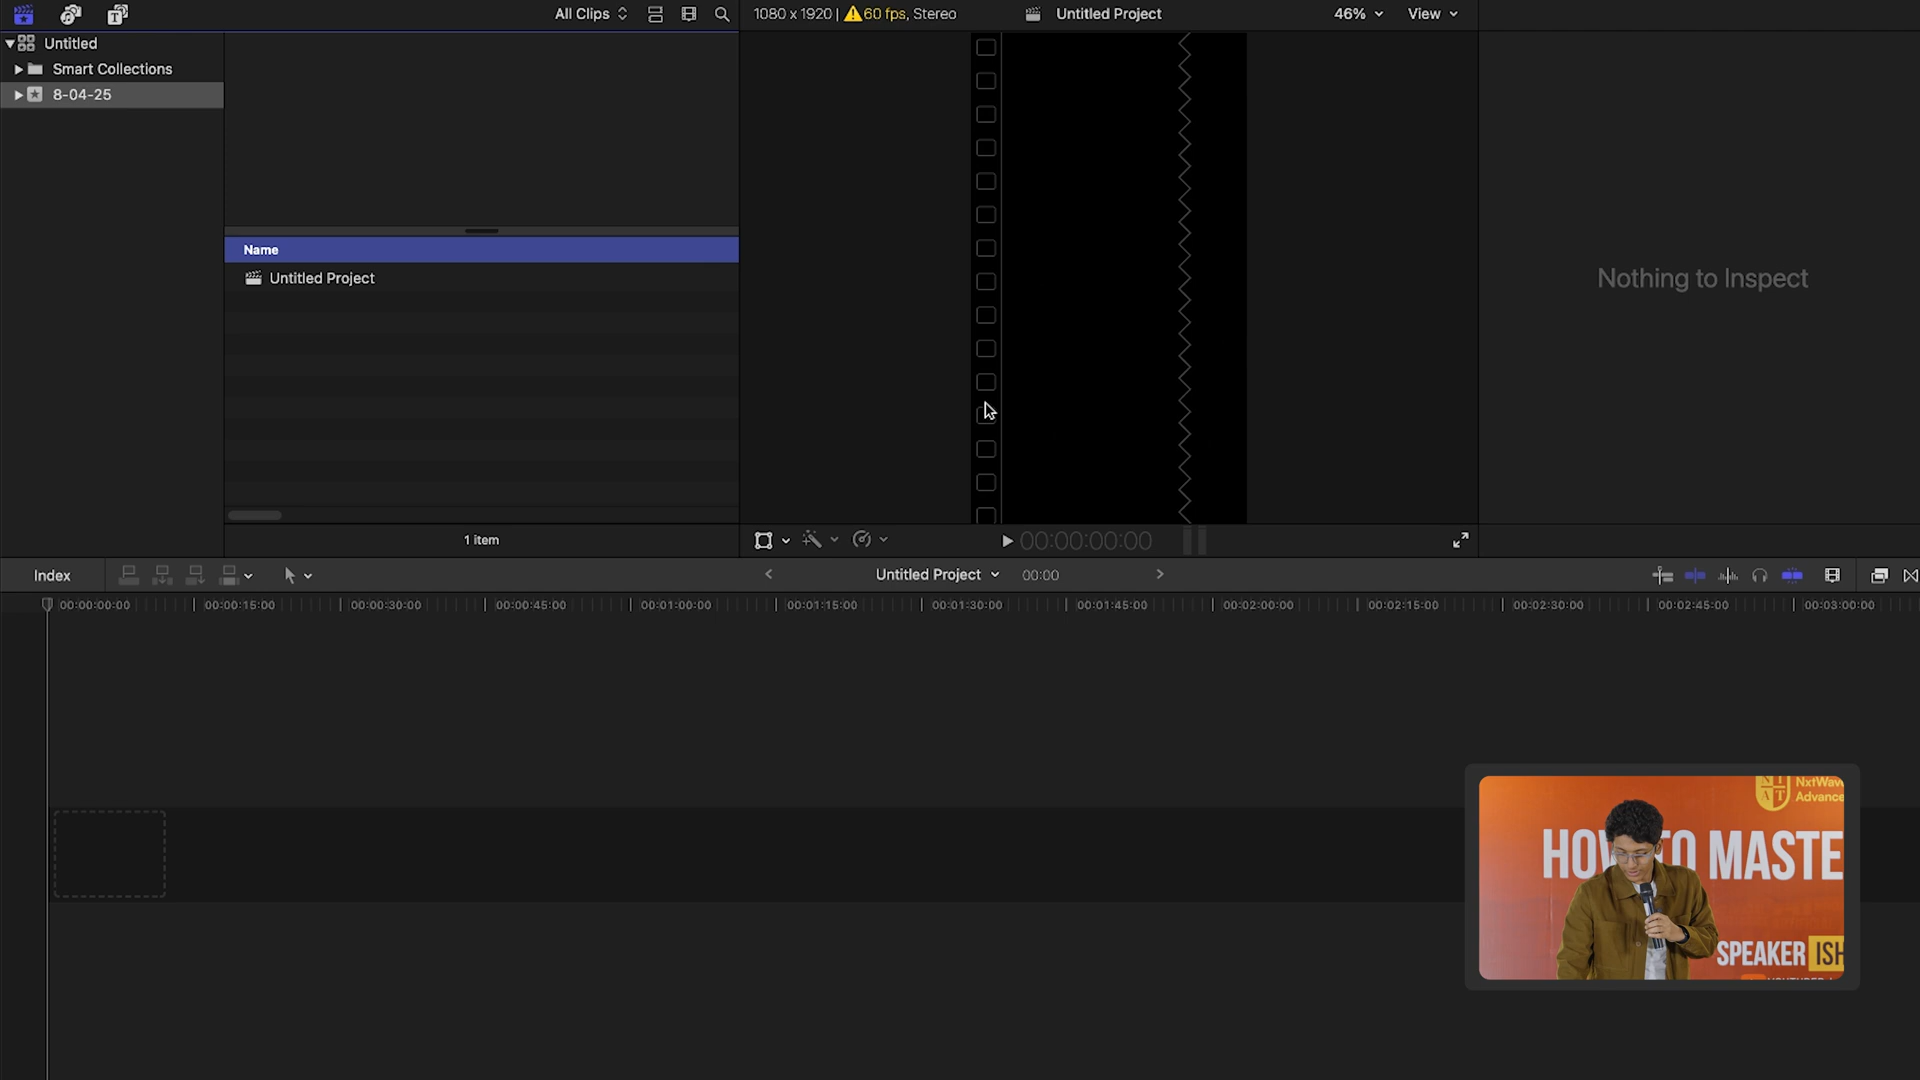 All Clips
1080 x 1920 | 60 fps, Stereo
Untitled Project
46%
View
Untitled
Smart Collections
8-04-25
Name
Untitled Project
1 item
Nothing to Inspect
00:00:00:00
Index
Untitled Project
00:00
00:00:00:00
00:00:15:00
00:00:30:00
00:00:45:00
00:01:00:00
00:01:15:00
00:01:30:00
00:01:45:00
00:02:00:00
00:02:15:00
00:02:30:00
00:02:45:00
00:03:00:00
NxtWav
Advance
TO MASTE
SPEAKER ISH